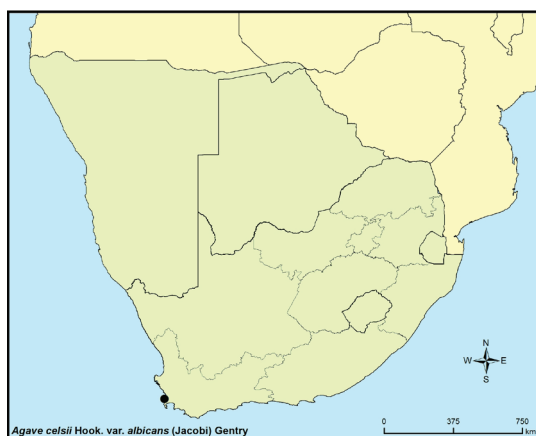 N
W E
S
0 375 750
km
Agave celsii Hook. var. albicans (Jacobi) Gentry